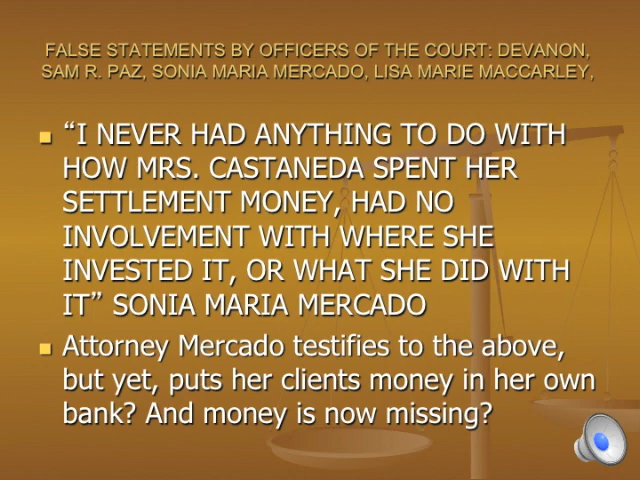 FALSE STATEMENTS BY OFFICERS OF THE COURT: DEVANON,
SAM R. PAZ, SONIA MARIA MERCADO, LISA MARIE MACCARLEY,
“I NEVER HAD ANYTHING TO DO WITH
HOW MRS. CASTANEDA SPENT HER
SETTLEMENT MONEY, HAD NO
INVOLVEMENT WITH WHERE SHE
INVESTED IT, OR WHAT SHE DID WITH
IT” SONIA MARIA MERCADO
Attorney Mercado testifies to the above,
but yet, puts her clients money in her own
bank? And money is now missing?